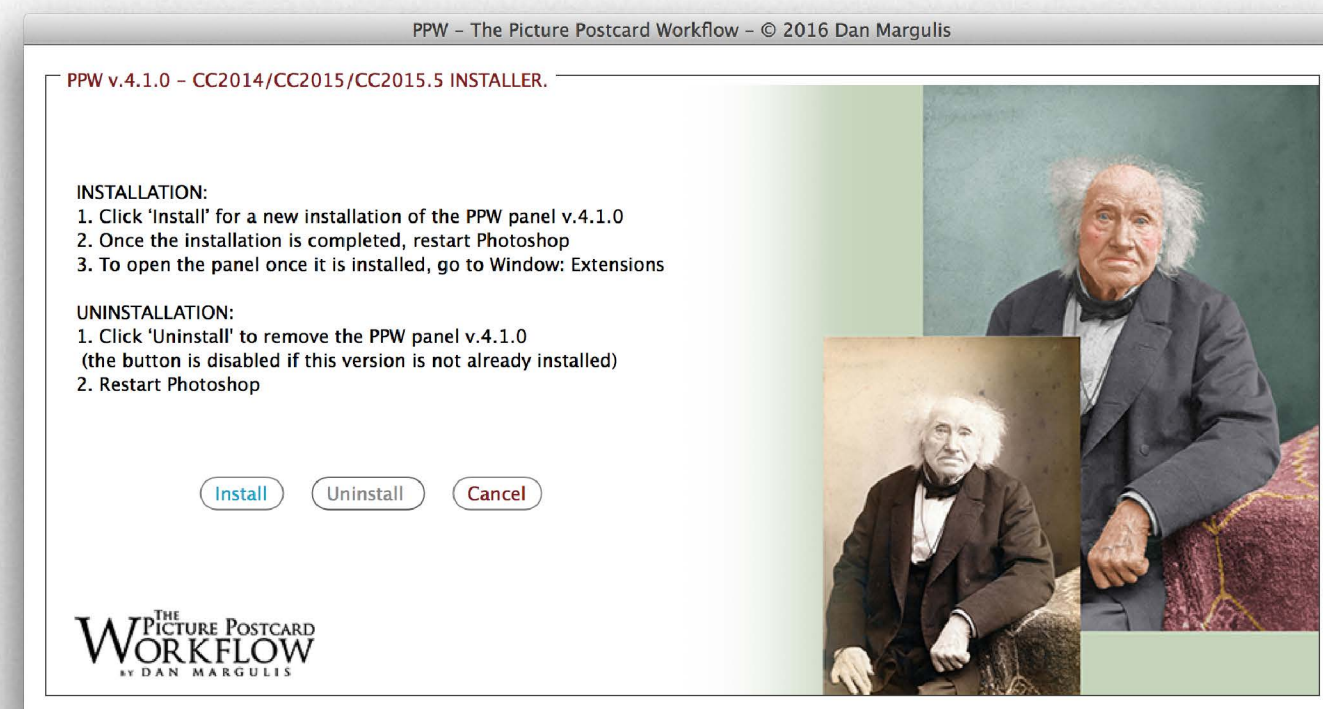 PPW – The Picture Postcard Workflow – © 2016 Dan Margulis
PPW v.4.1.0 – CC2014/CC2015/CC2015.5 INSTALLER.
INSTALLATION:
1. Click ‘Install’ for a new installation of the PPW panel v.4.1.0
2. Once the installation is completed, restart Photoshop
3. To open the panel once it is installed, go to Window: Extensions
UNINSTALLATION:
1. Click ‘Uninstall' to remove the PPW panel v.4.1.0
(the button is disabled if this version is not already installed)
2. Restart Photoshop
Install Uninstall Cancel
THE
PICTURE POSTCARD
WORKFLOW
BY DAN MARGULIS